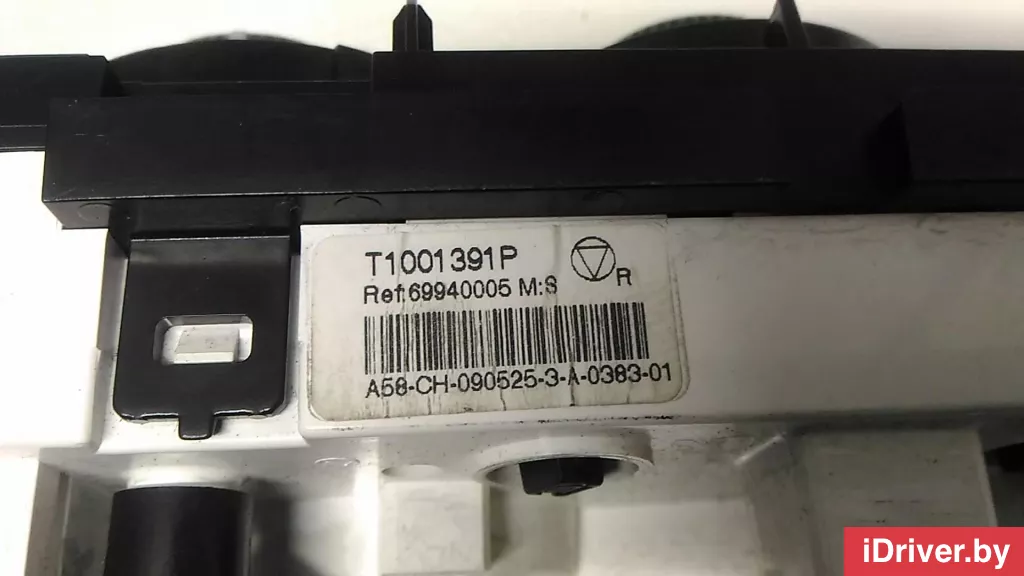 T1001391P
R
Ref:69940005 M:S
A58-CH-090525-3-A-0383-01
iDriver.by